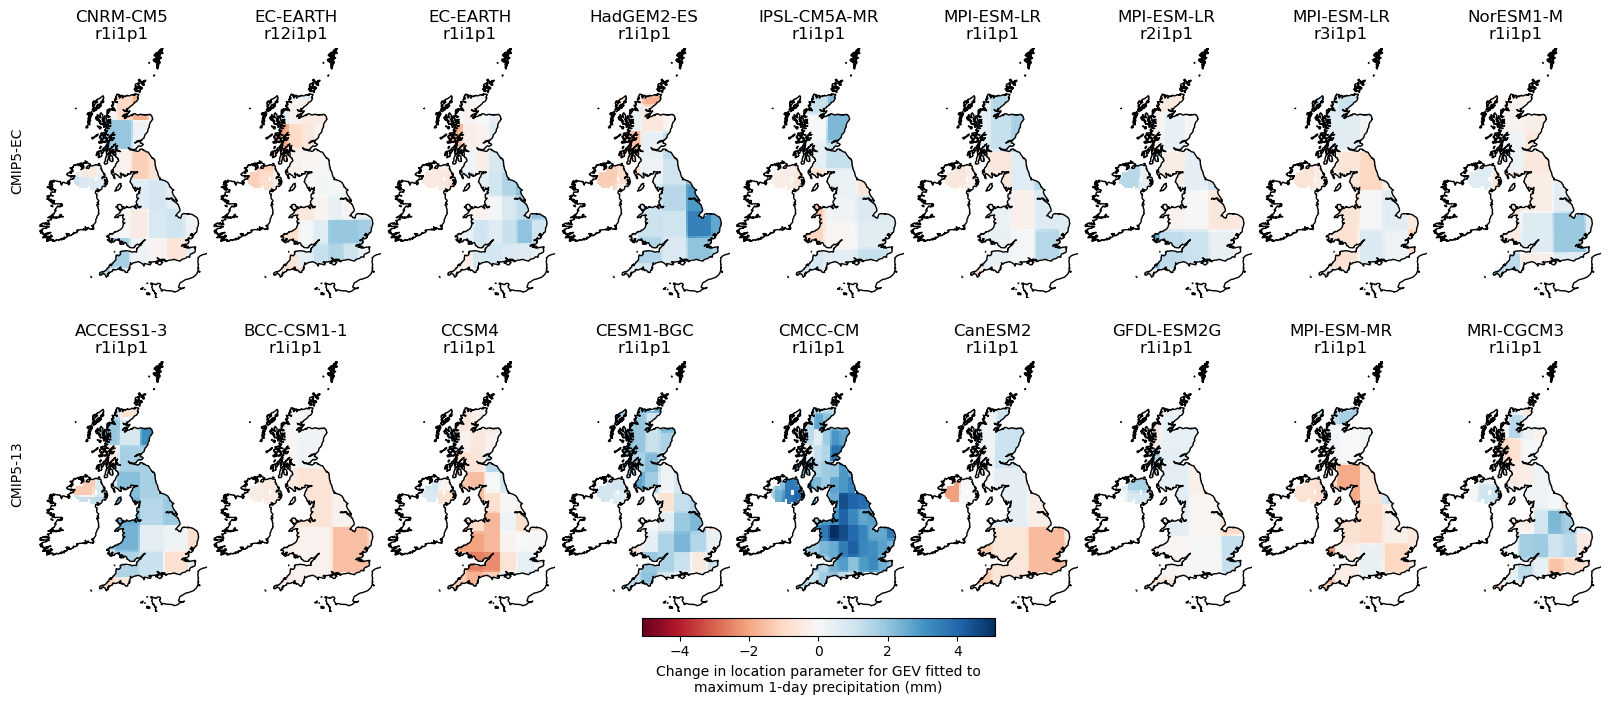 CNRM-CM5 EC-EARTH EC-EARTH HadGEM2-ES IPSL-CM5A-MR MPI-ESM-LR MPI-ESM-LR MPI-ESM-LR NorESM1-M
r1i1p1 r12i1p1 r1i1p1 r1i1p1 r1i1p1 r1i1p1 r2i1p1 r3i1p1 r1i1p1
CMIP5-EC
ACCESS1-3 BCC-CSM1-1 CCSM4 CESM1-BGC CMCC-CM CanESM2 GFDL-ESM2G MPI-ESM-MR MRI-CGCM3
r1i1p1 r1i1p1 r1i1p1 r1i1p1 r1i1p1 r1i1p1 r1i1p1 r1i1p1 r1i1p1
CMIP5-13
−4 −2 0 2 4
Change in location parameter for GEV fitted to
maximum 1-day precipitation (mm)